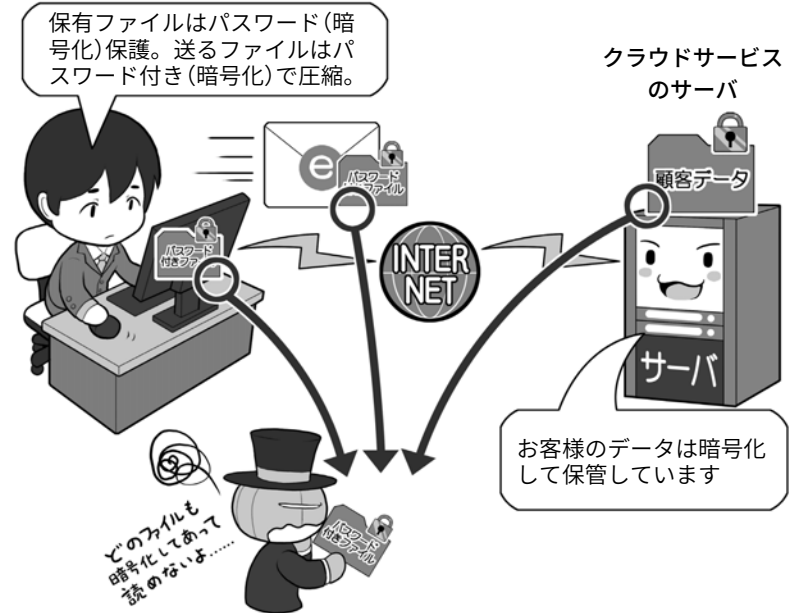 保有ファイルはパスワード(暗
号化)保護。送るファイルはパ
スワード付き(暗号化)で圧縮。
クラウドサービス
のサーバ
e
パスワード
ファイル
顧客データ
パスワード
付きファ
INTER
NET
サーバ
お客様のデータは暗号化
して保管しています
どのファイルも
暗号化してあって
読めないよ……
パスワード
付きファイル